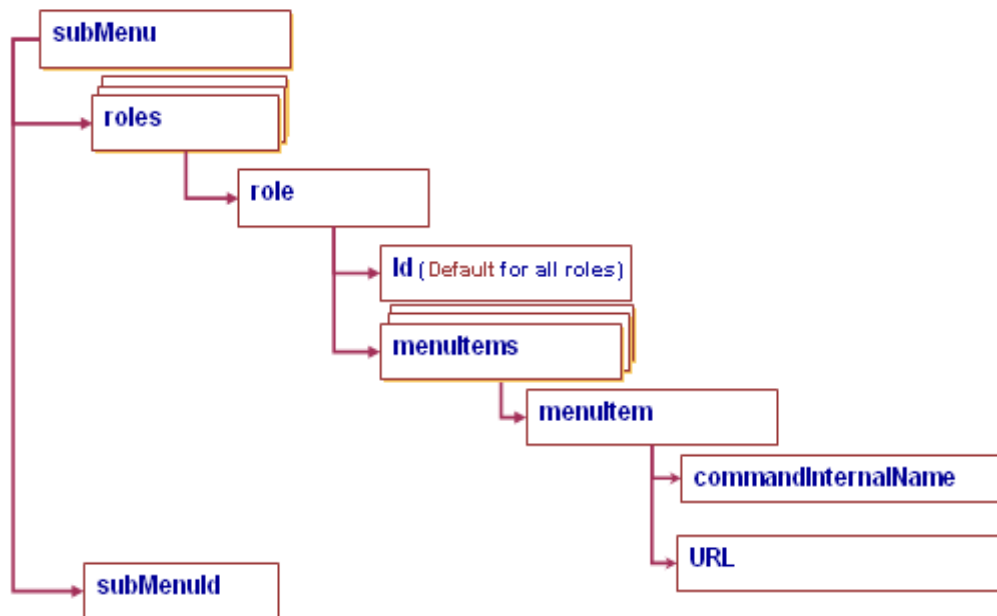 subMenu
roles
role
Id (Default for all roles)
menuItems
menuItem
commandInternalName
URL
subMenuId